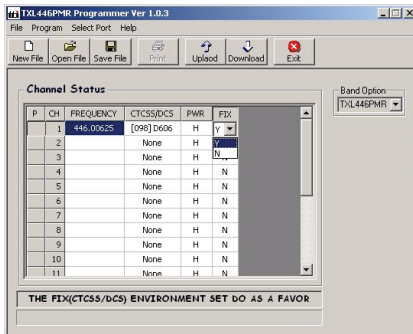 TXL446PMR Programmer Ver 1.0.3
File Program Select Port Help
New File Open File Save File Print Uplaod Download Exit
Channel Status
Band Option
TXL446PMR
P CH FREQUENCY CTCSS/DCS PWR FIX
1 446.00625 [098] D606 H Y
2 None H Y
3 None H N
4 None H N
5 None H N
6 None H N
7 None H N
8 None H N
9 None H N
10 None H N
11 None H N
THE FIX(CTCSS/DCS) ENVIRONMENT SET DO AS A FAVOR